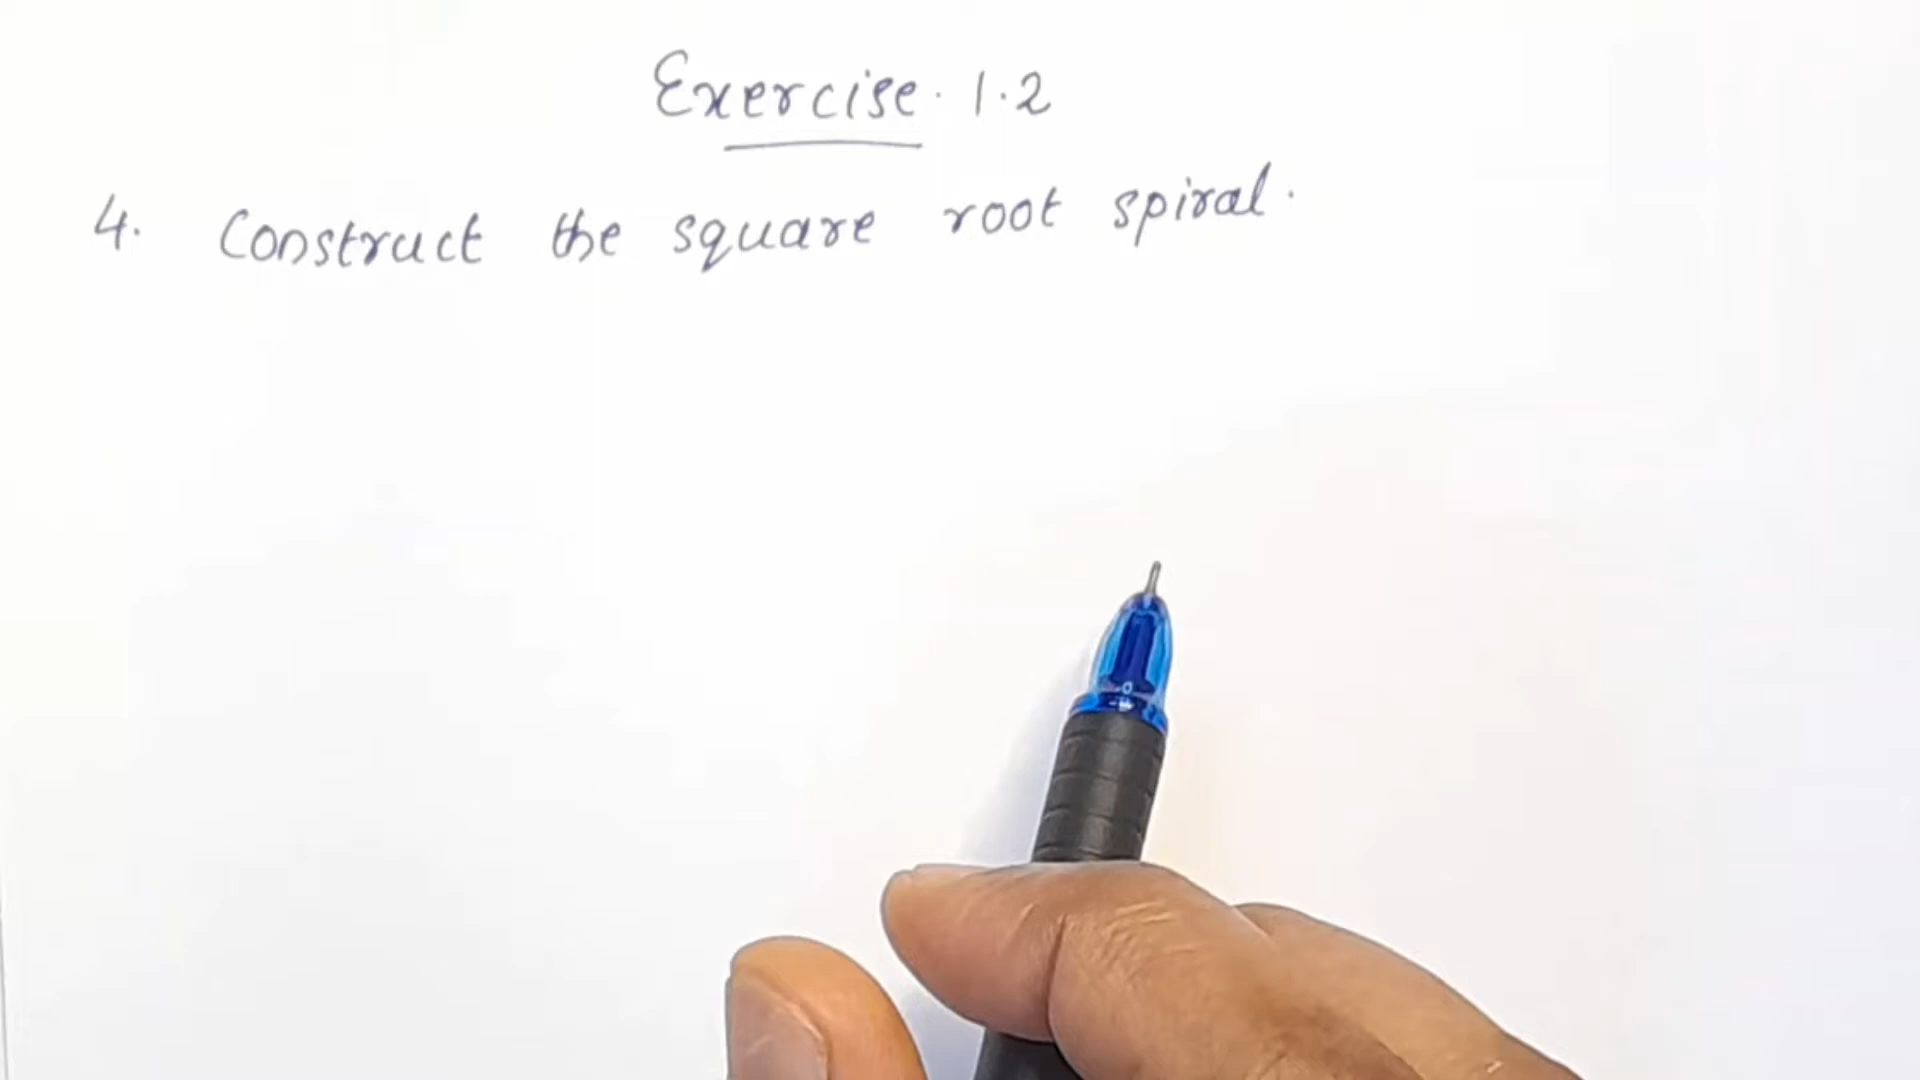 Exercise. 1.2
4. Construct the square root spiral.